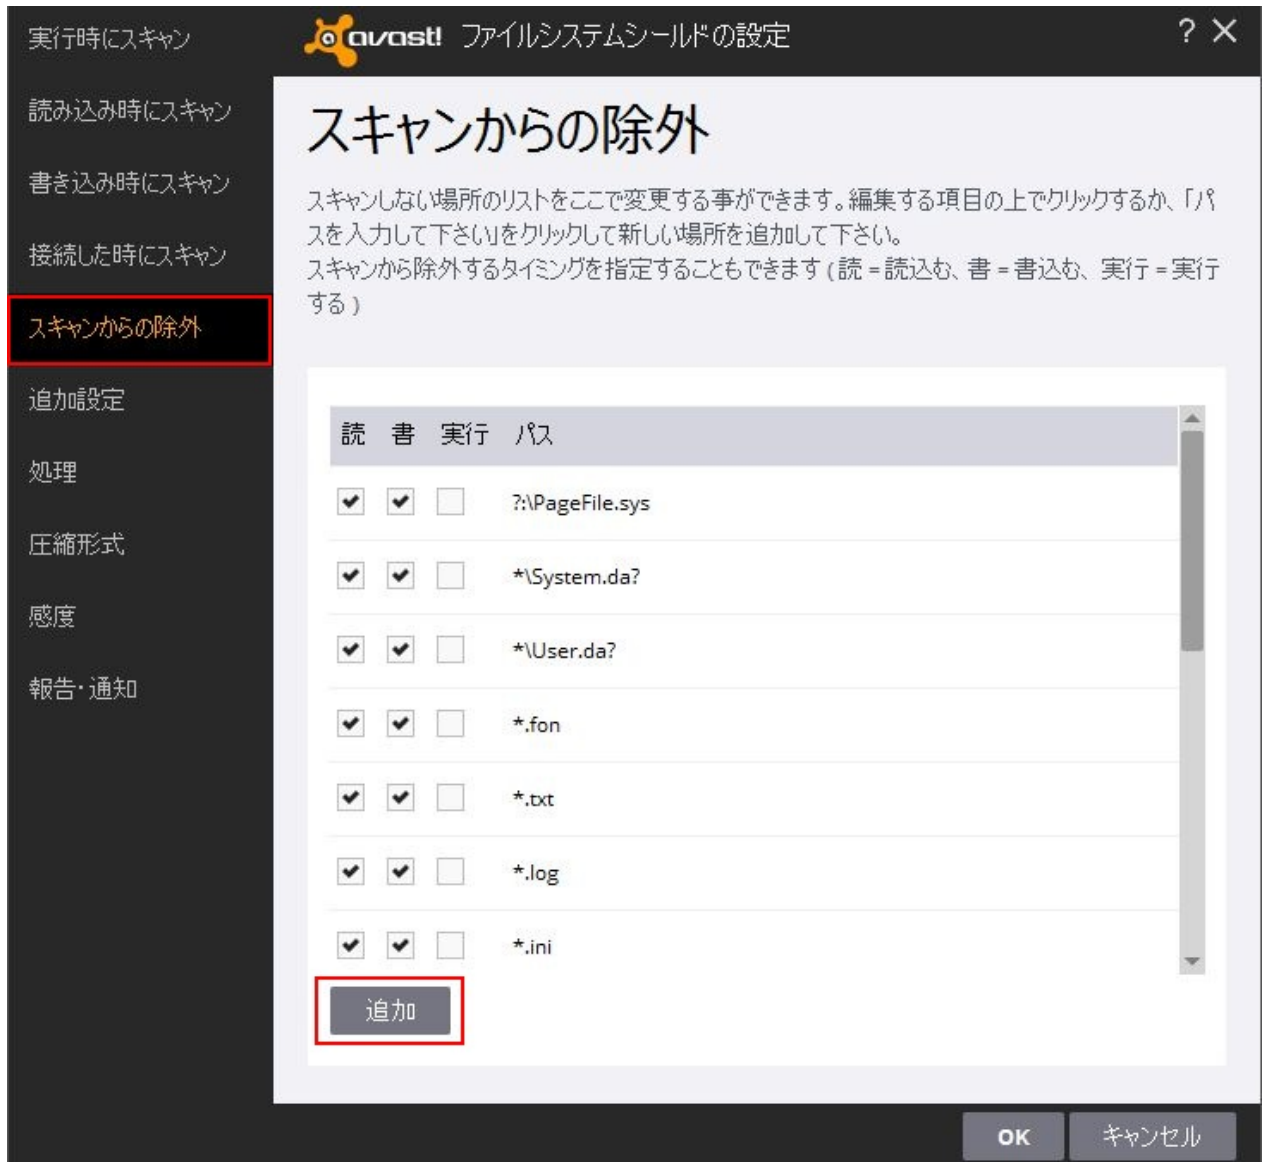 実行時にスキャン
読み込み時にスキャン
書き込み時にスキャン
接続した時にスキャン
スキャンからの除外
追加設定
処理
圧縮形式
感度
報告・通知
avast! ファイルシステムシールドの設定
? ×
スキャンからの除外
スキャンしない場所のリストをここで変更する事ができます。編集する項目の上でクリックするか、「パ
スを入力して下さい」をクリックして新しい場所を追加して下さい。
スキャンから除外するタイミングを指定することもできます ( 読 = 読込む、 書 = 書込む、 実行 = 実行
する )
読 書 実行 パス
?:\PageFile.sys
*\System.da?
*\User.da?
*.fon
*.txt
*.log
*.ini
追加
OK キャンセル